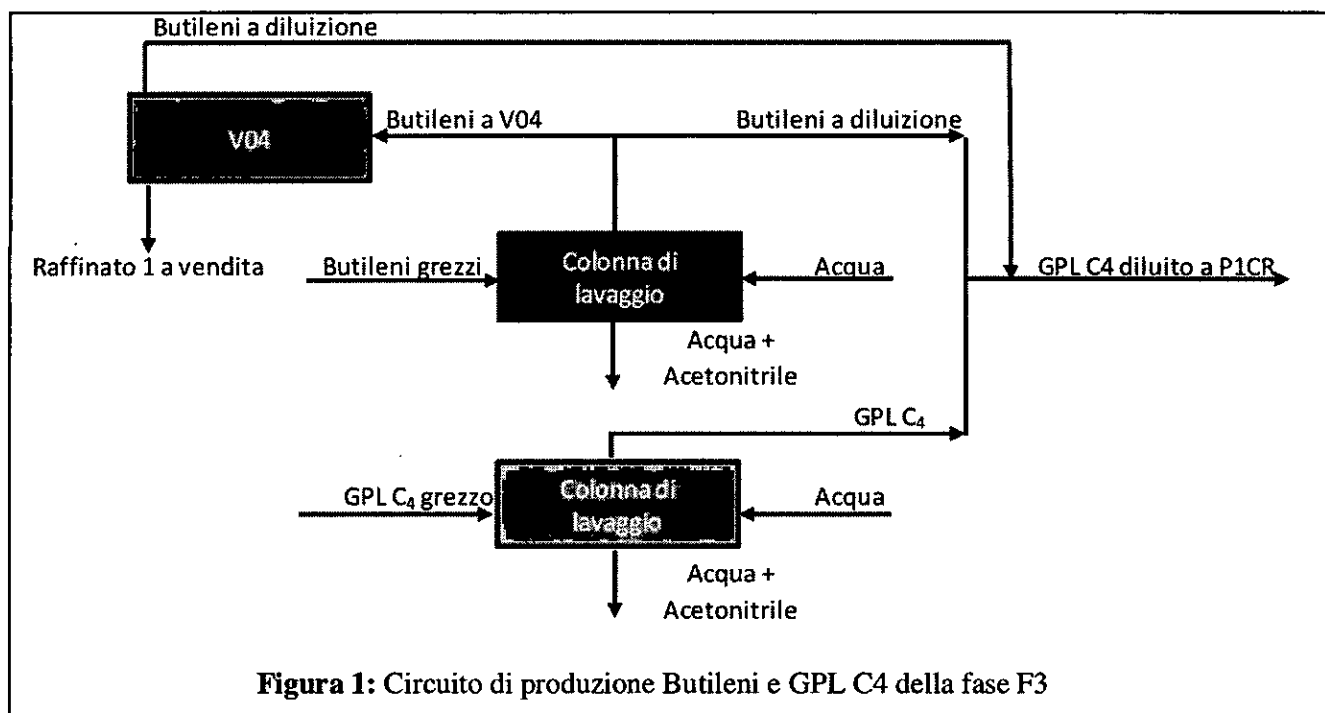 Butileni a diluizione
V04
Butileni a V04
Butileni a diluizione
Raffinato 1 a vendita
Butileni grezzi
Colonna di
lavaggio
Acqua
GPL C4 diluito a P1CR
Acqua +
Acetonitrile
GPL C₄
GPL C₄ grezzo
Colonna di
lavaggio
Acqua
Acqua +
Acetonitrile
Figura 1: Circuito di produzione Butileni e GPL C4 della fase F3